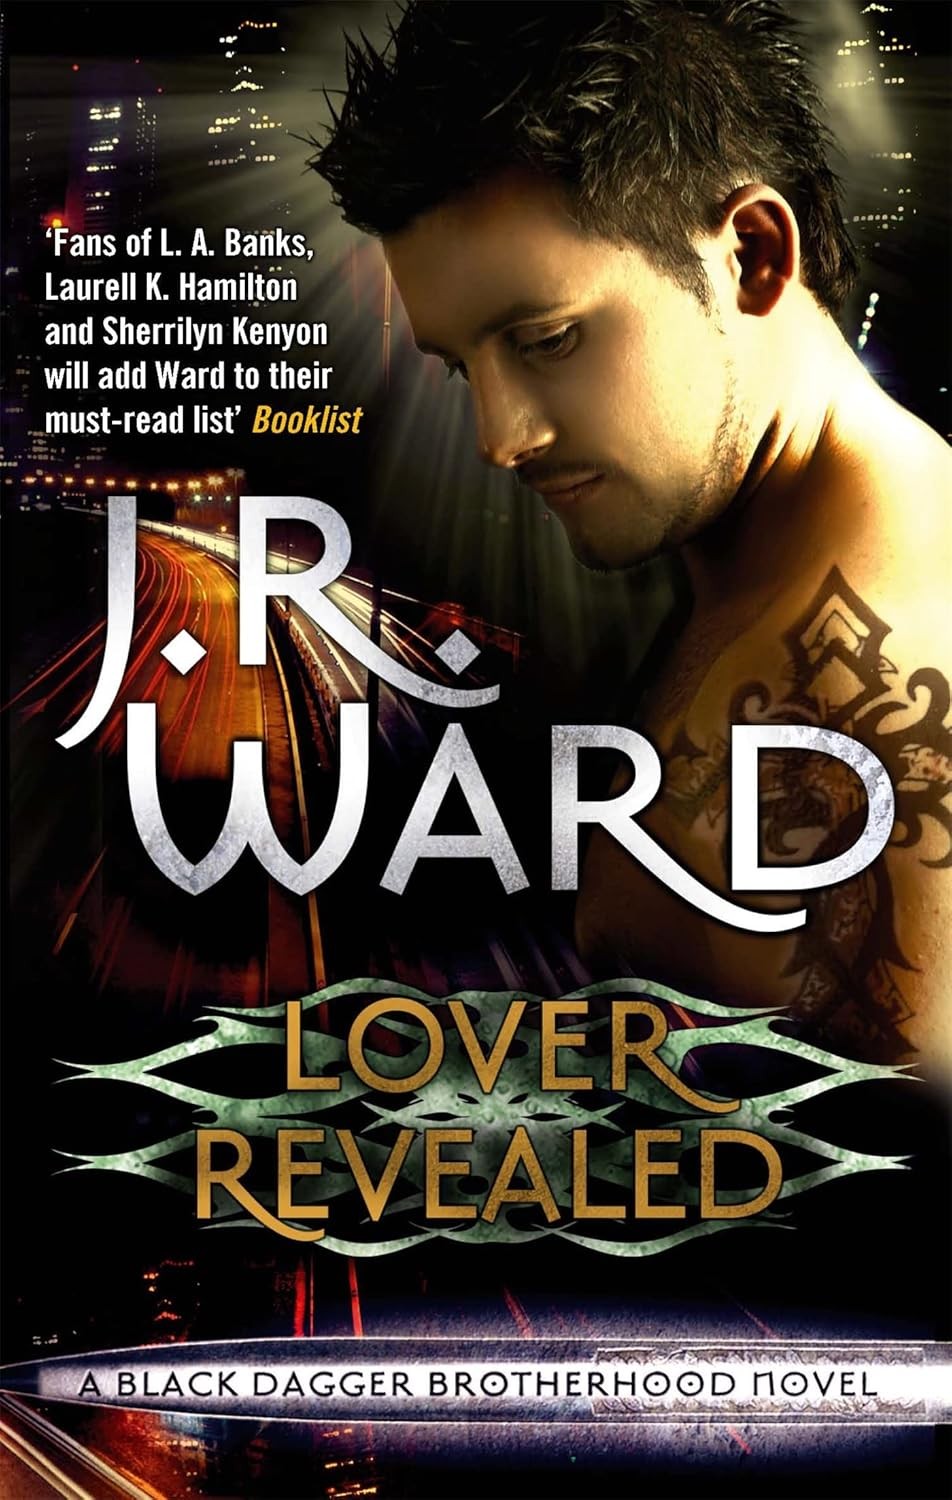 ‘Fans of L. A. Banks,
Laurell K. Hamilton
and Sherrilyn Kenyon
will add Ward to their
must-read list’ Booklist
J.R.
WARD
LOVER
REVEALED
A BLACK DAGGER BROTHERHOOD NOVEL